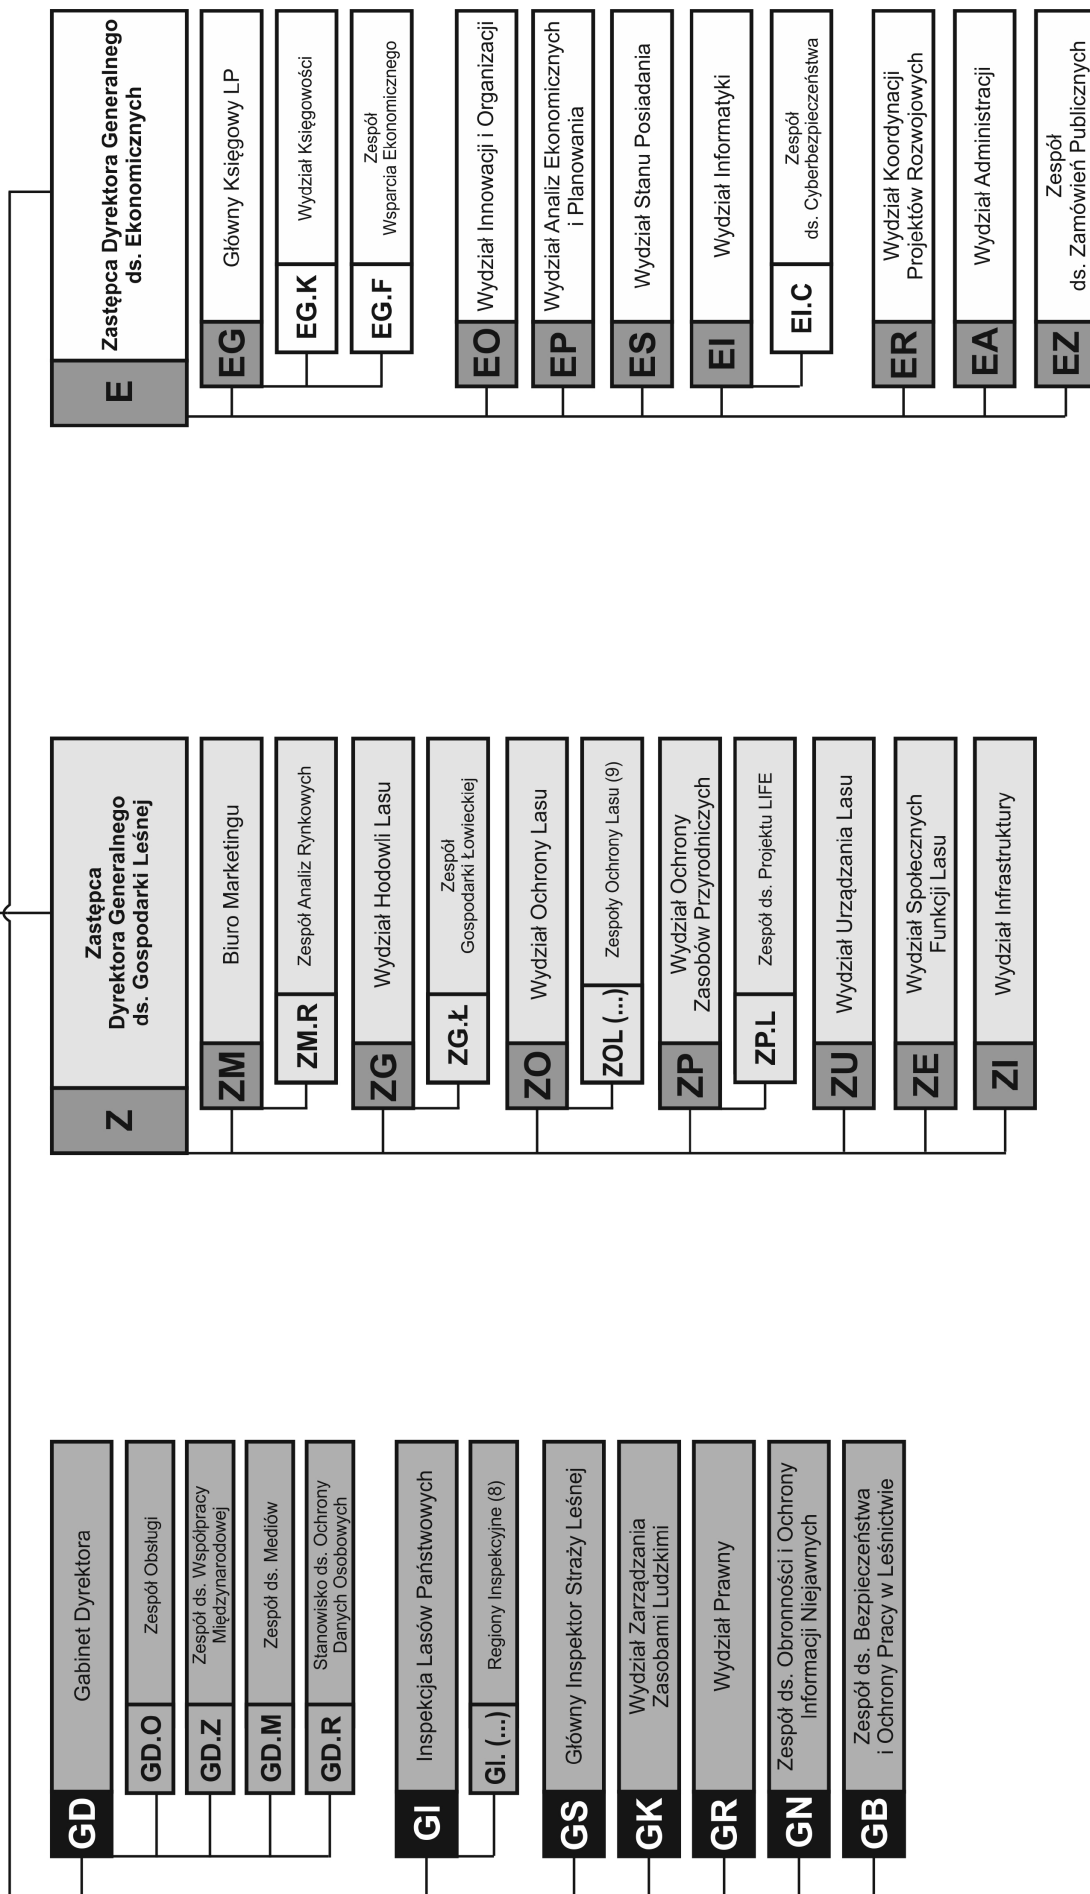 GD
Gabinet Dyrektora
GD.O
Zespół Obsługi
GD.Z
Zespół ds. Współpracy
Międzynarodowej
GD.M
Zespół ds. Mediów
GD.R
Stanowisko ds. Ochrony
Danych Osobowych
GI
Inspekcja Lasów Państwowych
GI. (...)
Regiony Inspekcyjne (8)
GS
Główny Inspektor Straży Leśnej
GK
Wydział Zarządzania
Zasobami Ludzkimi
GR
Wydział Prawny
GN
Zespół ds. Obronności i Ochrony
Informacji Niejawnych
GB
Zespół ds. Bezpieczeństwa
i Ochrony Pracy w Leśnictwie
Z
Zastępca
Dyrektora Generalnego
ds. Gospodarki Leśnej
ZM
Biuro Marketingu
ZM.R
Zespół Analiz Rynkowych
ZG
Wydział Hodowli Lasu
ZG.Ł
Zespół
Gospodarki Łowieckiej
ZO
Wydział Ochrony Lasu
ZOL (...)
Zespoły Ochrony Lasu (9)
ZP
Wydział Ochrony
Zasobów Przyrodniczych
ZP.L
Zespół ds. Projektu LIFE
ZU
Wydział Urządzania Lasu
ZE
Wydział Społecznych
Funkcji Lasu
ZI
Wydział Infrastruktury
E
Zastępca Dyrektora Generalnego
ds. Ekonomicznych
EG
Główny Księgowy LP
EG.K
Wydział Księgowości
EG.F
Zespół
Wsparcia Ekonomicznego
EO
Wydział Innowacji i Organizacji
EP
Wydział Analiz Ekonomicznych
i Planowania
ES
Wydział Stanu Posiadania
EI
Wydział Informatyki
EI.C
Zespół
ds. Cyberbezpieczeństwa
ER
Wydział Koordynacji
Projektów Rozwojowych
EA
Wydział Administracji
EZ
Zespół
ds. Zamówień Publicznych